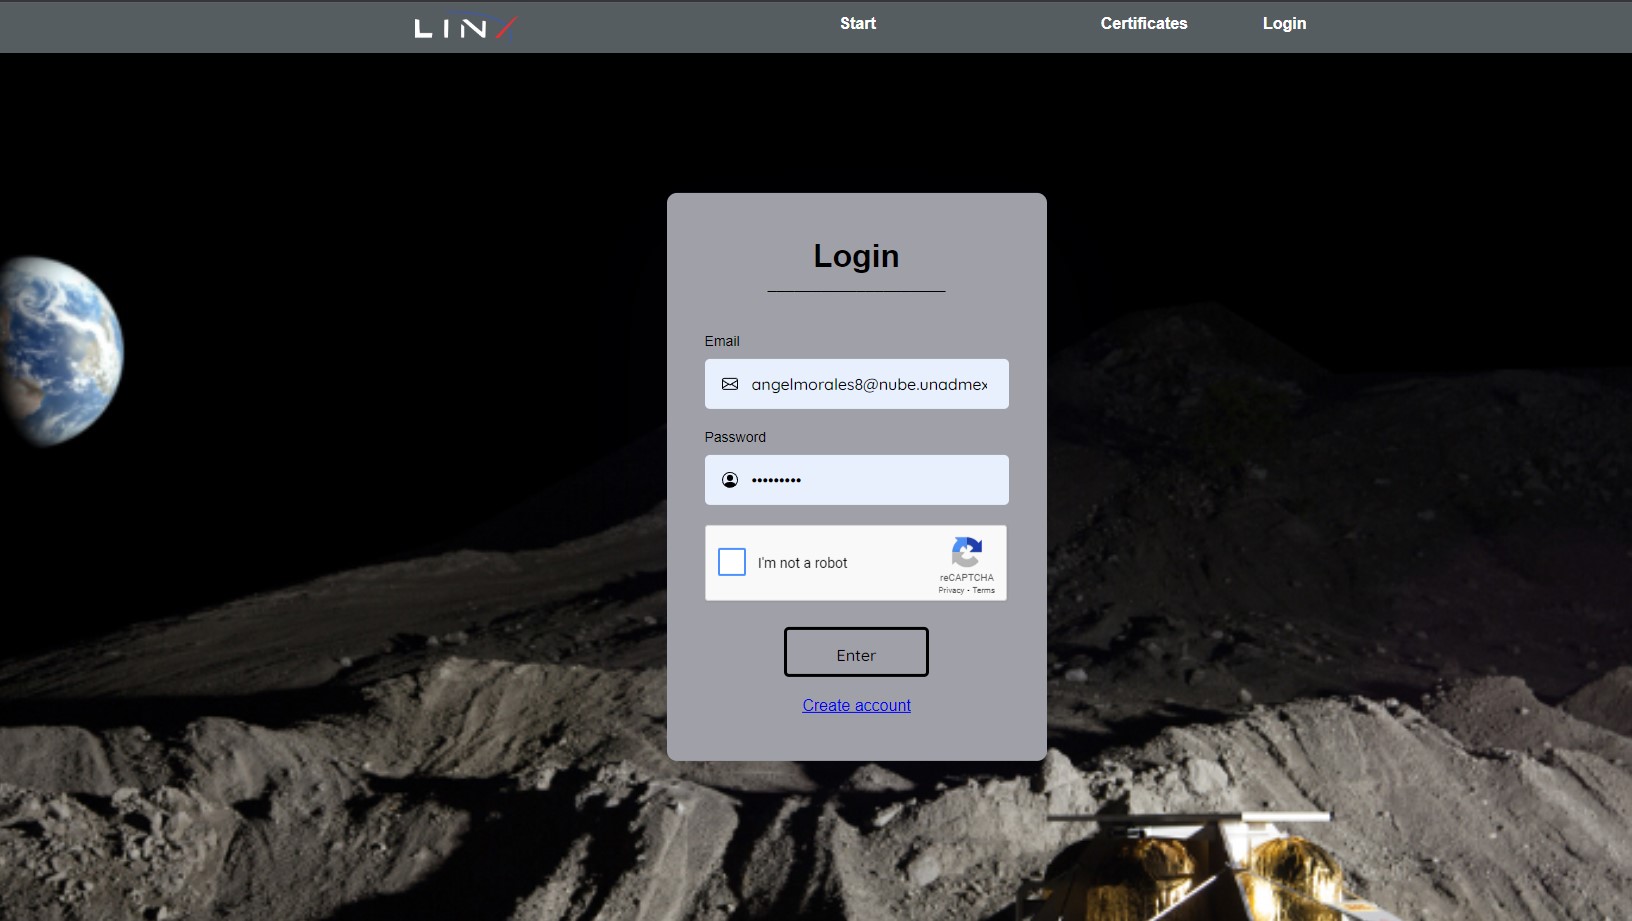 LINX
Start
Certificates
Login
Login
Email
angelmorales8@nube.unadmex
Password
•••••••••
I'm not a robot
reCAPTCHA
Privacy - Terms
Enter
Create account